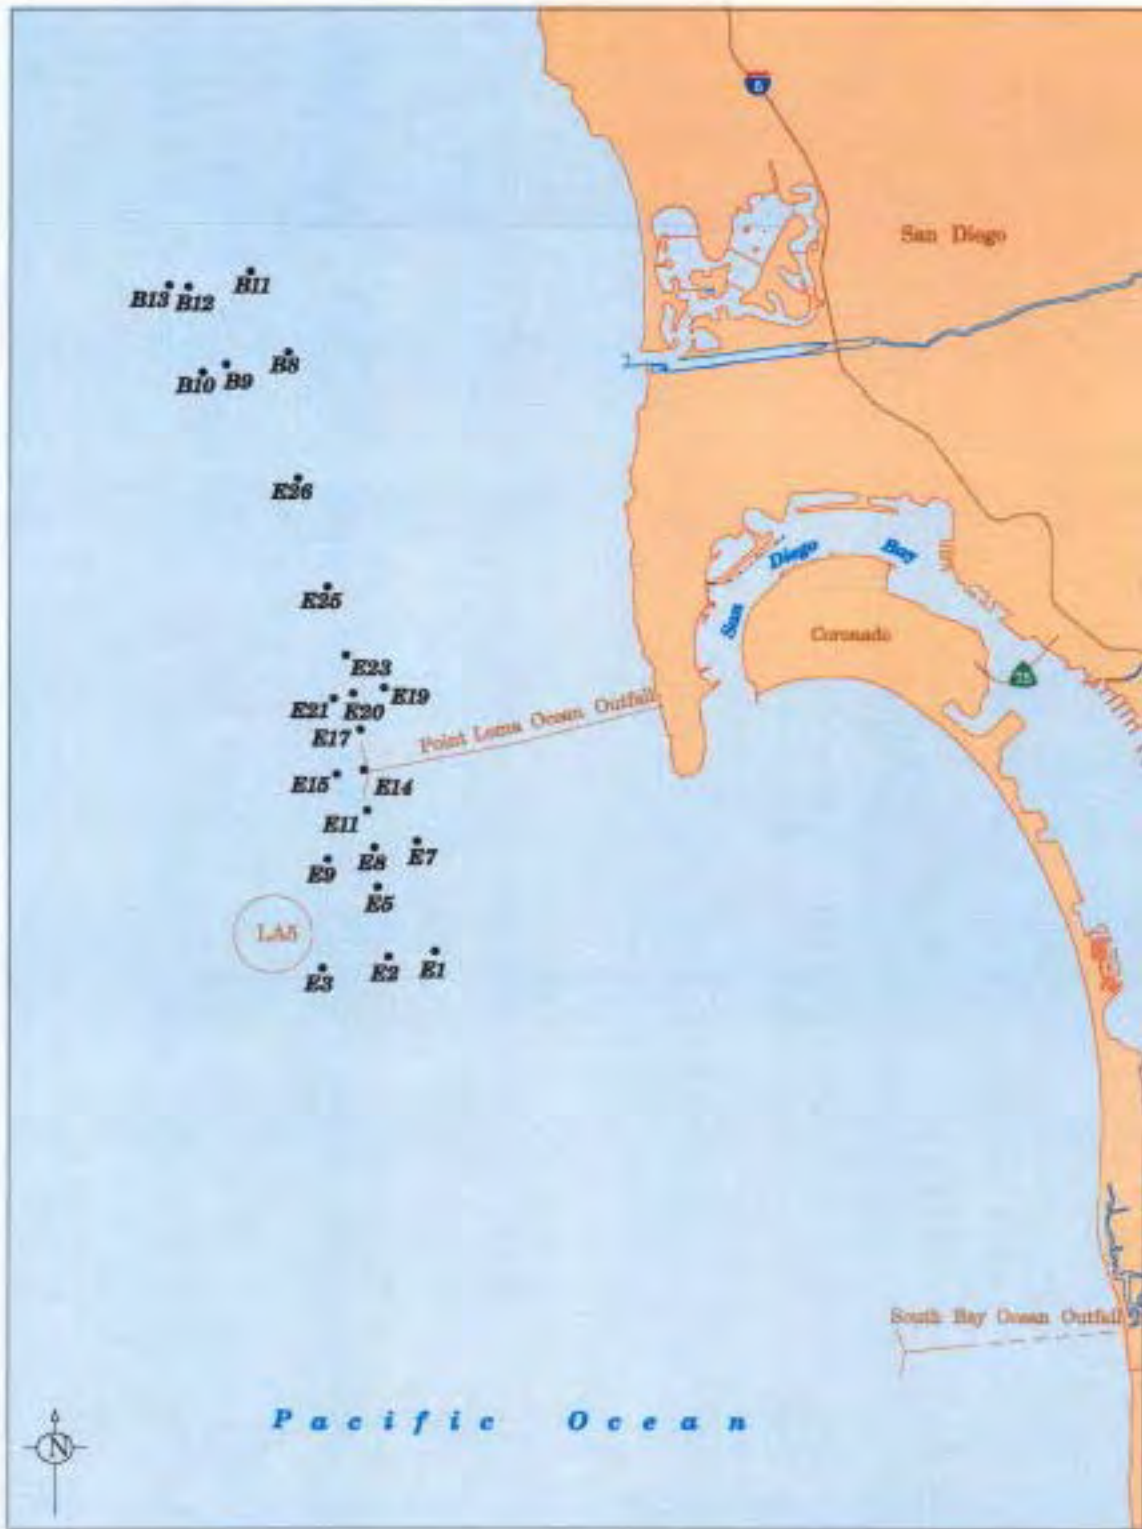 5
San Diego
B11
B13
B12
B8
B10
B9
E26
San Diego Bay
E25
Coronado
E23
E19
E21
E20
Point Loma Ocean Outfall
E17
E15
E14
E11
E8
E7
E9
E5
LA5
E3
E2
E1
South Bay Ocean Outfall
Pacific Ocean
N